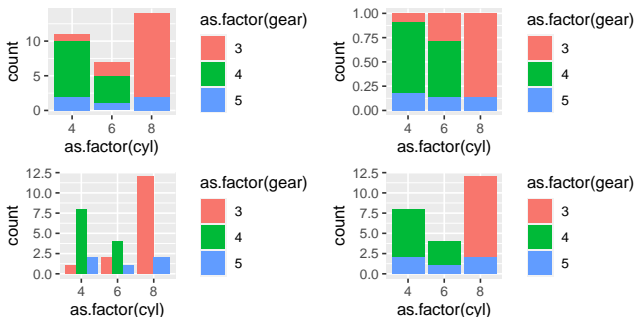 as.factor(gear)
count
10
5
0
3
4
5
4 6 8
as.factor(cyl)
as.factor(gear)
count
1.00
0.75
0.50
0.25
0.00
3
4
5
4 6 8
as.factor(cyl)
as.factor(gear)
count
12.5
10.0
7.5
5.0
2.5
0.0
3
4
5
4 6 8
as.factor(cyl)
as.factor(gear)
count
12.5
10.0
7.5
5.0
2.5
0.0
3
4
5
4 6 8
as.factor(cyl)